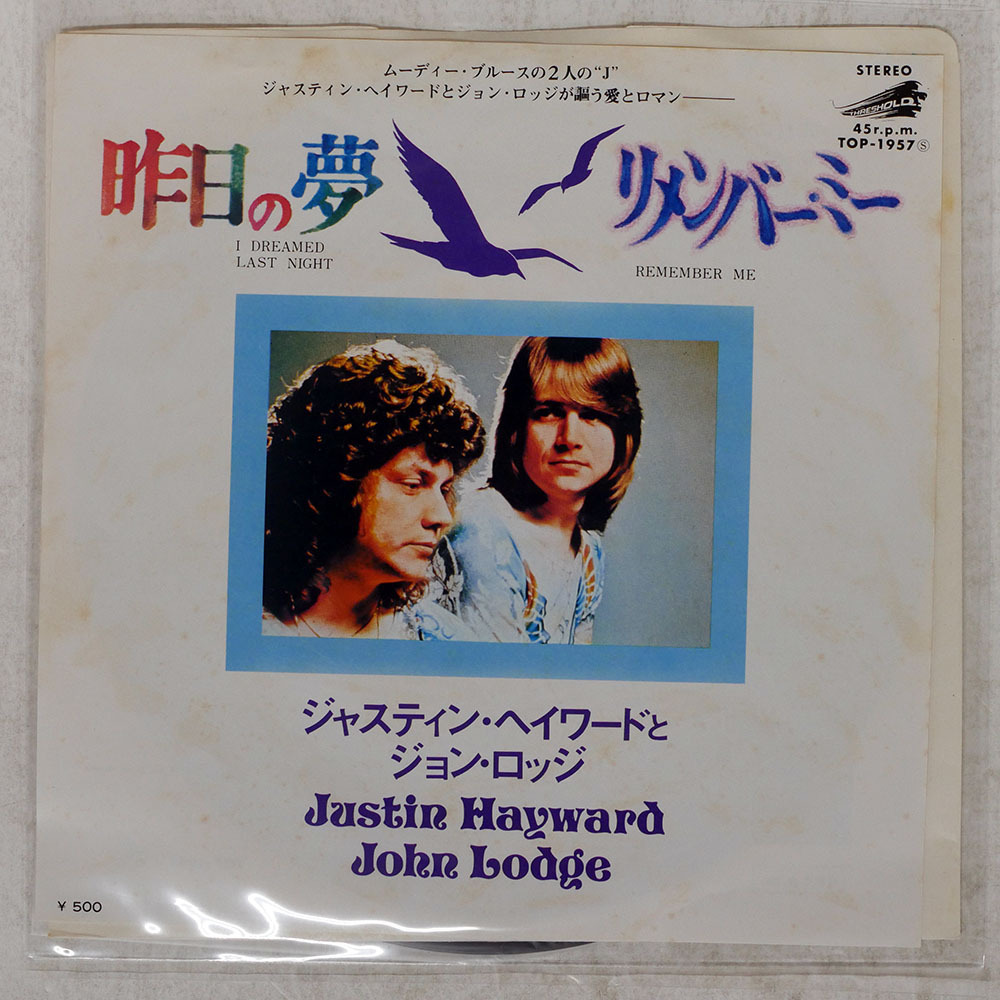 ムーディー・ブルースの2人の“J”
ジャスティン・ヘイワードとジョン・ロッジが謳う愛とロマン———
STEREO
THRESHOLD
45r.p.m.
TOP-1957Ⓢ
昨日の夢
I DREAMED
LAST NIGHT
リメンバー・ミー
REMEMBER ME
ジャスティン・ヘイワードと
ジョン・ロッジ
Justin Hayward
John Lodge
¥ 500